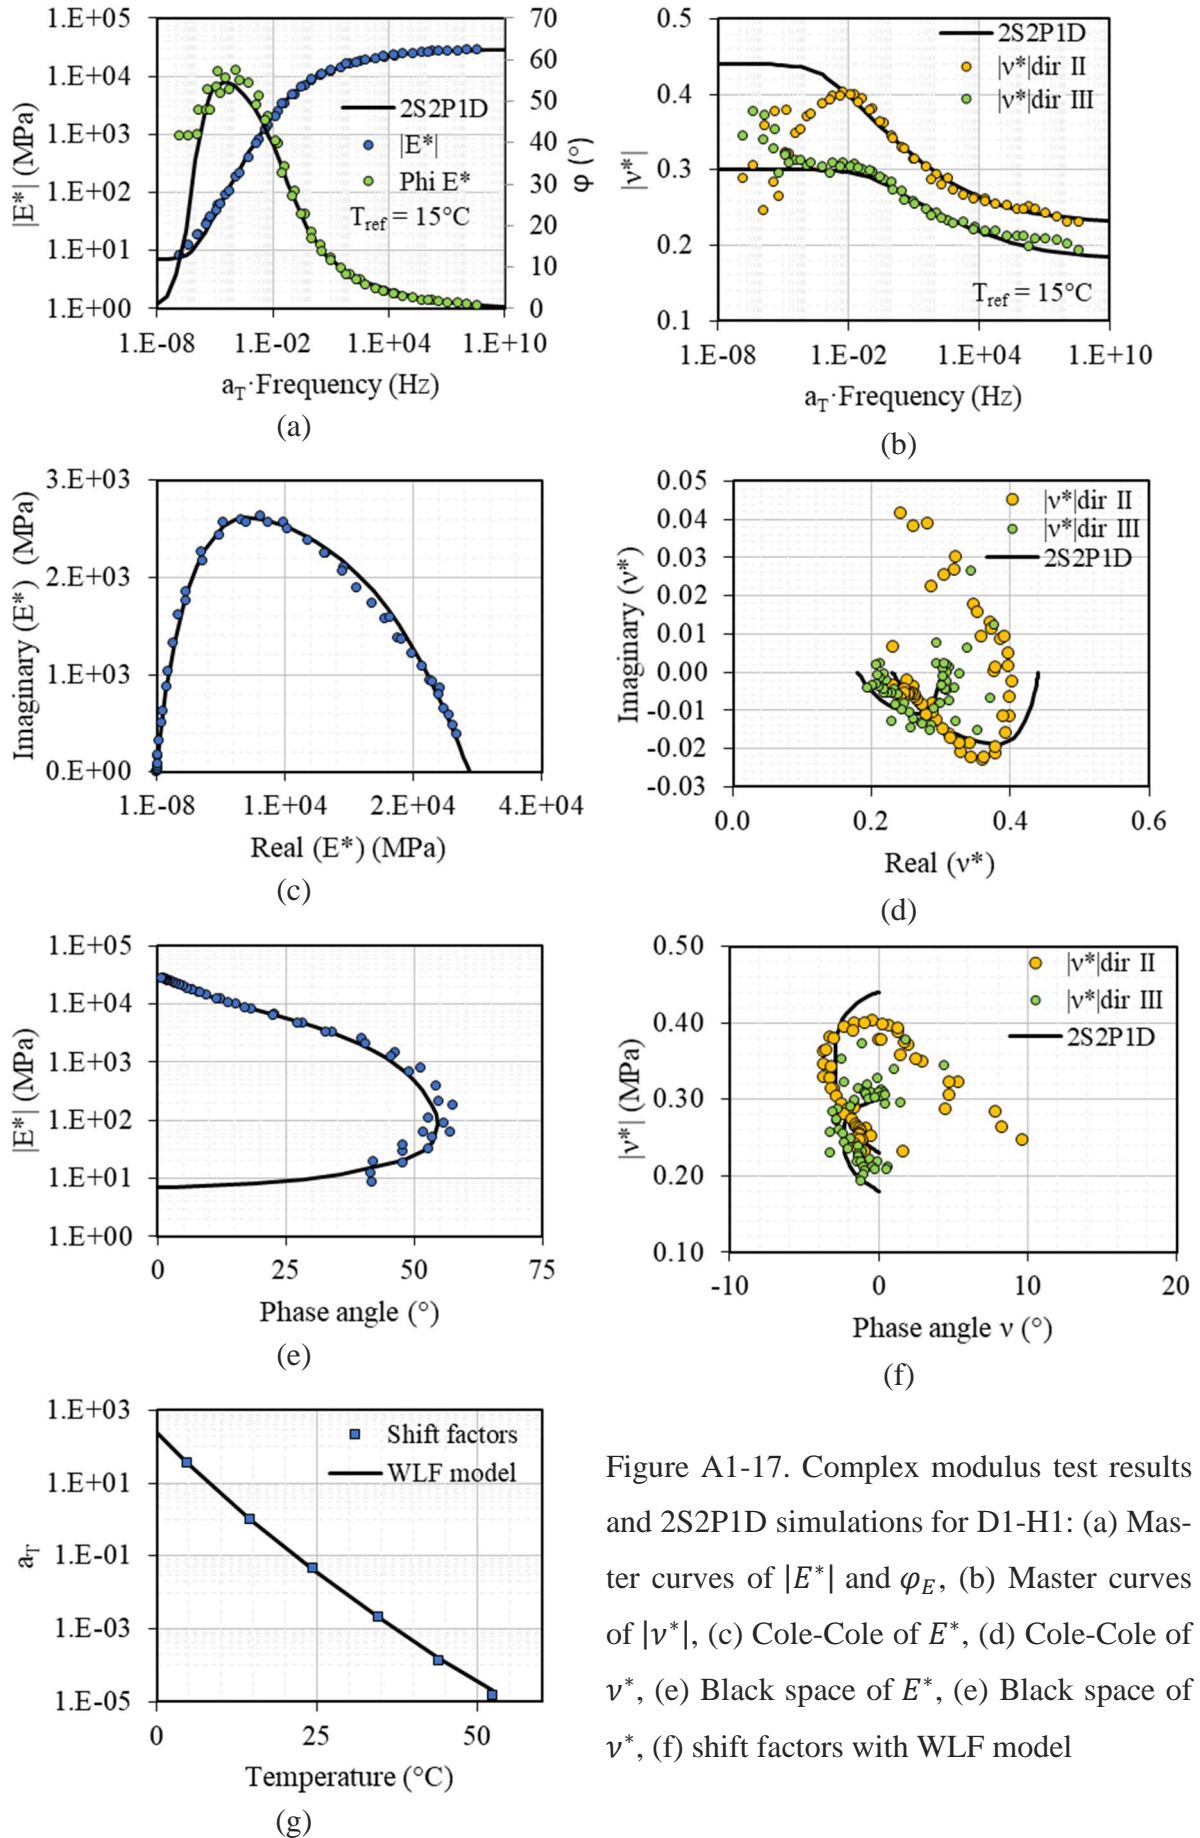 1.E+05
1.E+04
1.E+03
1.E+02
1.E+01
1.E+00
|E*| (MPa)
70
60
50
40
30
20
10
0
φ (°)
2S2P1D
|E*|
Phi E*
T_ref = 15°C
1.E-08 1.E-02 1.E+04 1.E+10
a_T·Frequency (Hz)
(a)
0.5
0.4
0.3
0.2
0.1
|ν*|
2S2P1D
|ν*|dir II
|ν*|dir III
T_ref = 15°C
1.E-08 1.E-02 1.E+04 1.E+10
a_T·Frequency (Hz)
(b)
3.E+03
2.E+03
1.E+03
0.E+00
Imaginary (E*) (MPa)
1.E-08 1.E+04 2.E+04 4.E+04
Real (E*) (MPa)
(c)
0.05
0.04
0.03
0.02
0.01
0.00
-0.01
-0.02
-0.03
Imaginary (ν*)
|ν*|dir II
|ν*|dir III
2S2P1D
0.0 0.2 0.4 0.6
Real (ν*)
(d)
1.E+05
1.E+04
1.E+03
1.E+02
1.E+01
1.E+00
|E*| (MPa)
0 25 50 75
Phase angle (°)
(e)
0.50
0.40
0.30
0.20
0.10
|ν*| (MPa)
|ν*|dir II
|ν*|dir III
2S2P1D
-10 0 10 20
Phase angle ν (°)
(f)
1.E+03
1.E+01
1.E-01
1.E-03
1.E-05
a_T
Shift factors
WLF model
0 25 50
Temperature (°C)
(g)
Figure A1-17. Complex modulus test results
and 2S2P1D simulations for D1-H1: (a) Mas-
ter curves of |E*| and φ_E, (b) Master curves
of |ν*|, (c) Cole-Cole of E*, (d) Cole-Cole of
ν*, (e) Black space of E*, (e) Black space of
ν*, (f) shift factors with WLF model